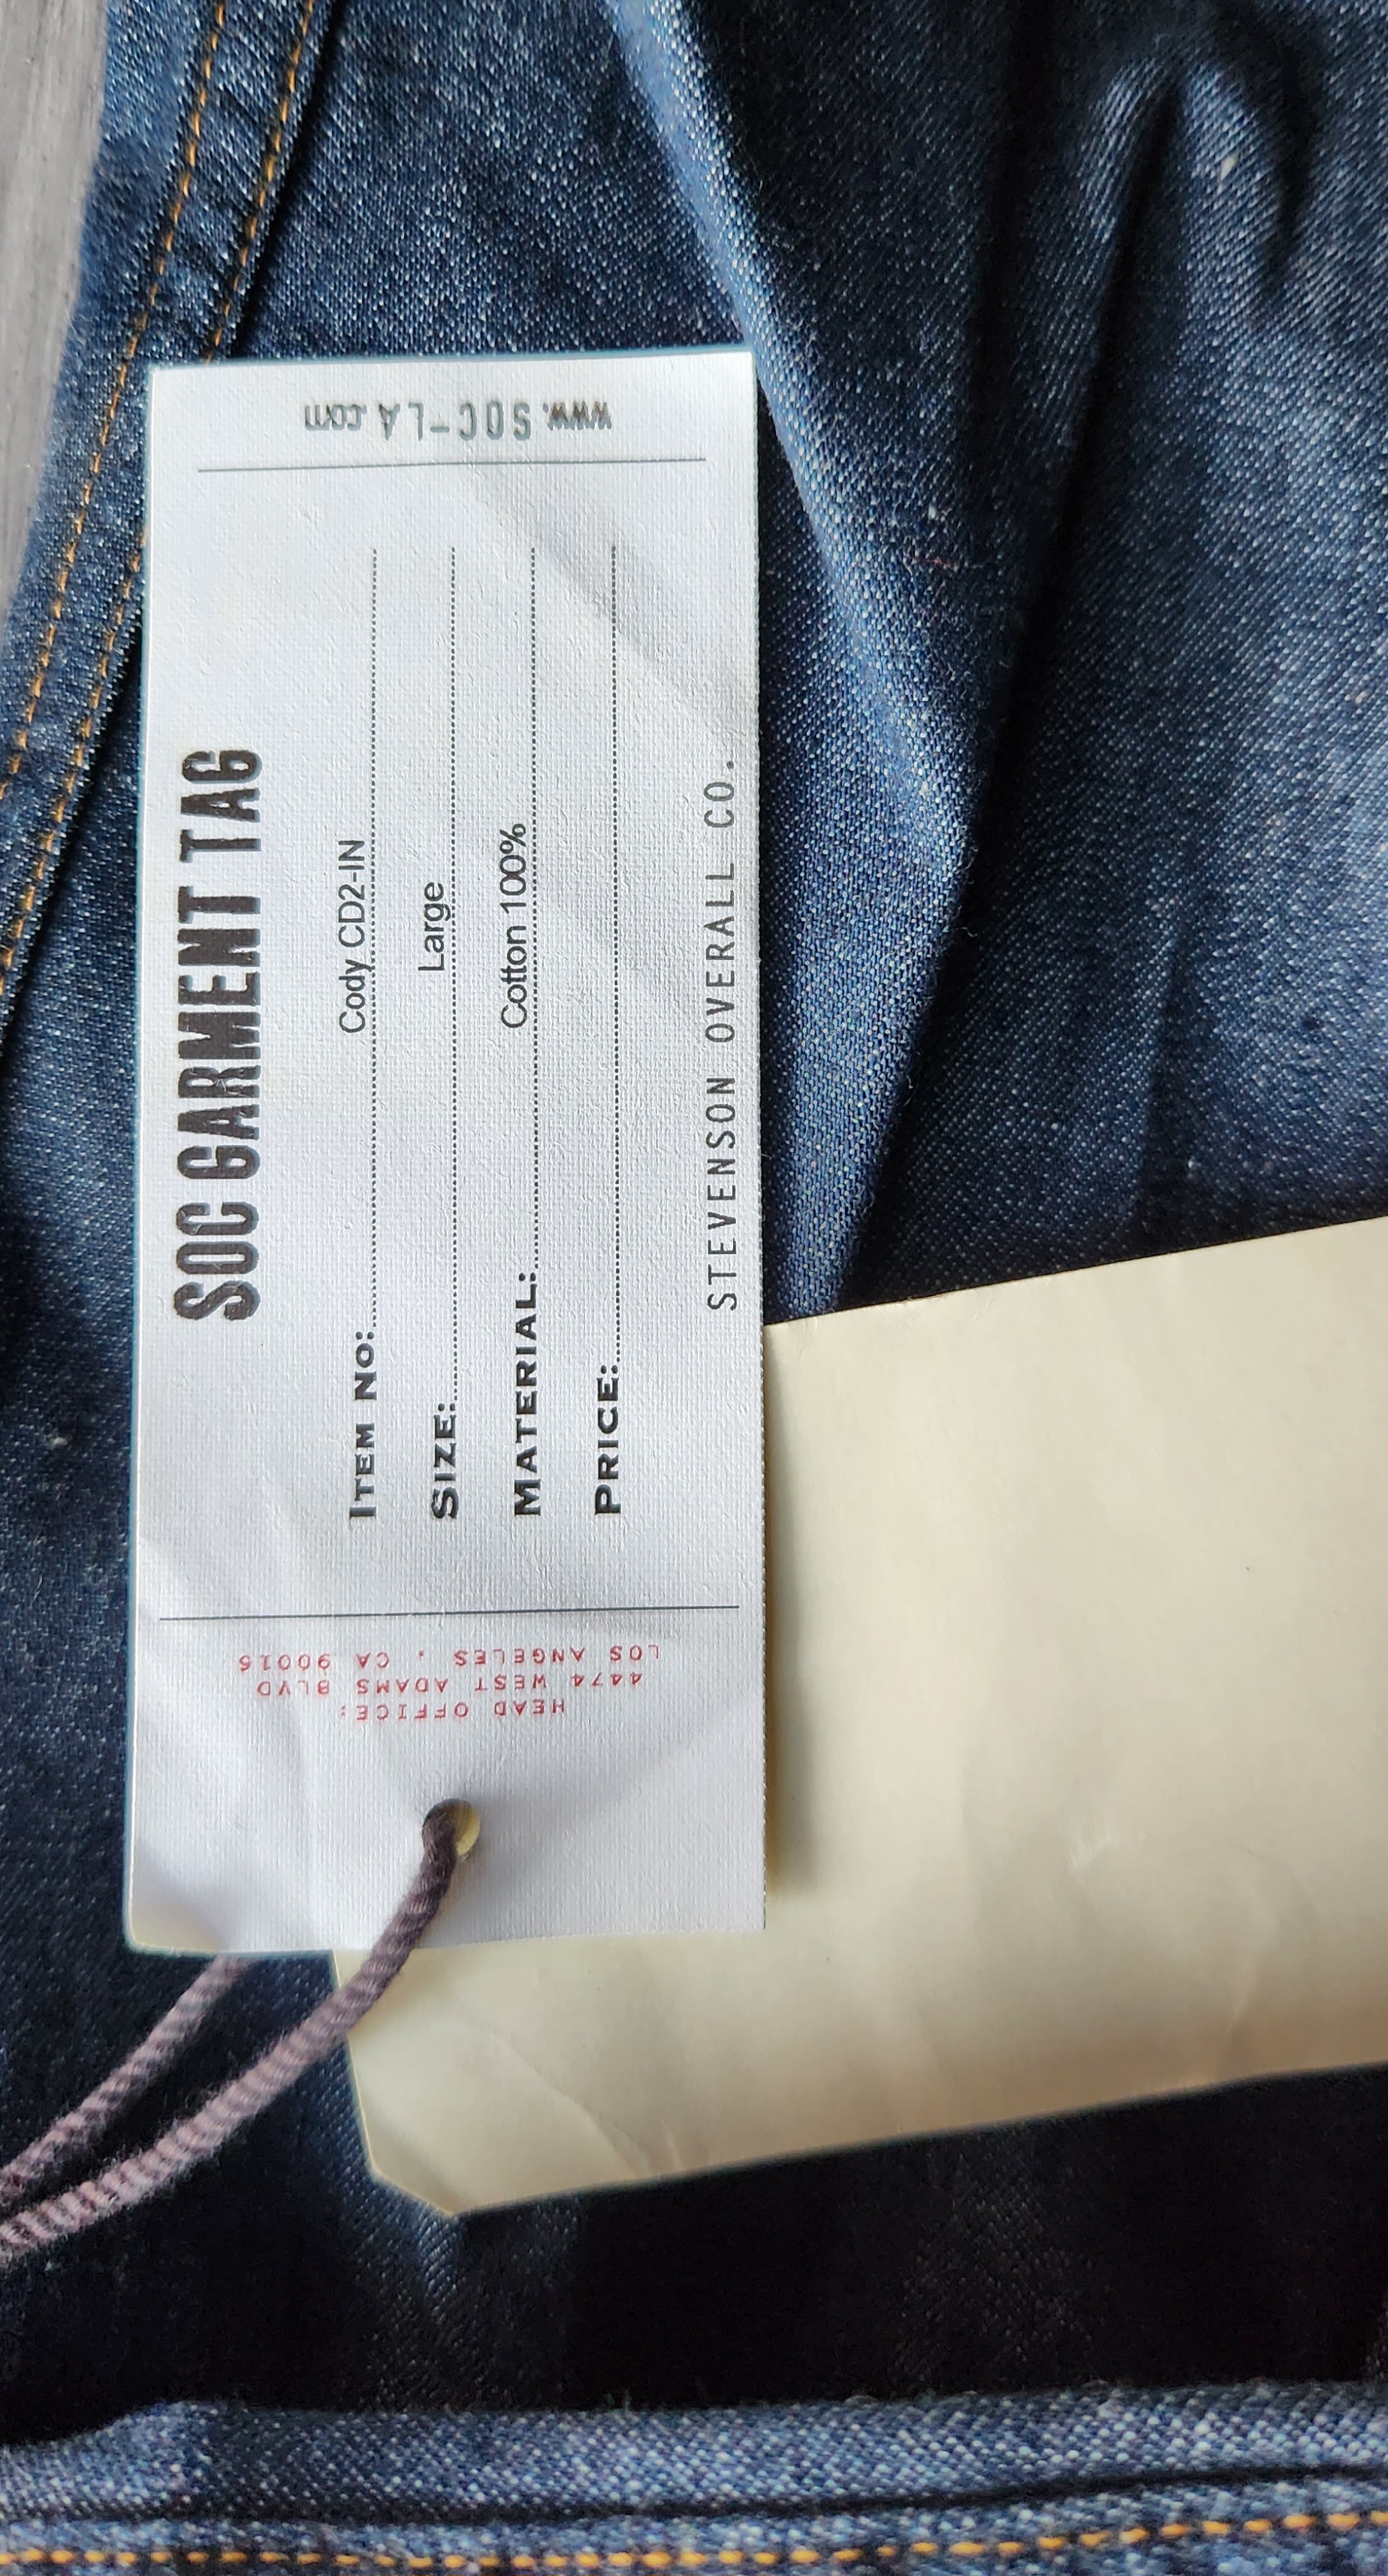 SOC GARMENT TAG
ITEM NO: Cody CD2-IN
SIZE: Large
MATERIAL: Cotton 100%
PRICE:
STEVENSON OVERALL CO.
HEAD OFFICE:
4474 WEST ADAMS BLVD
LOS ANGELES , CA 90016
www.SOC-LA.com